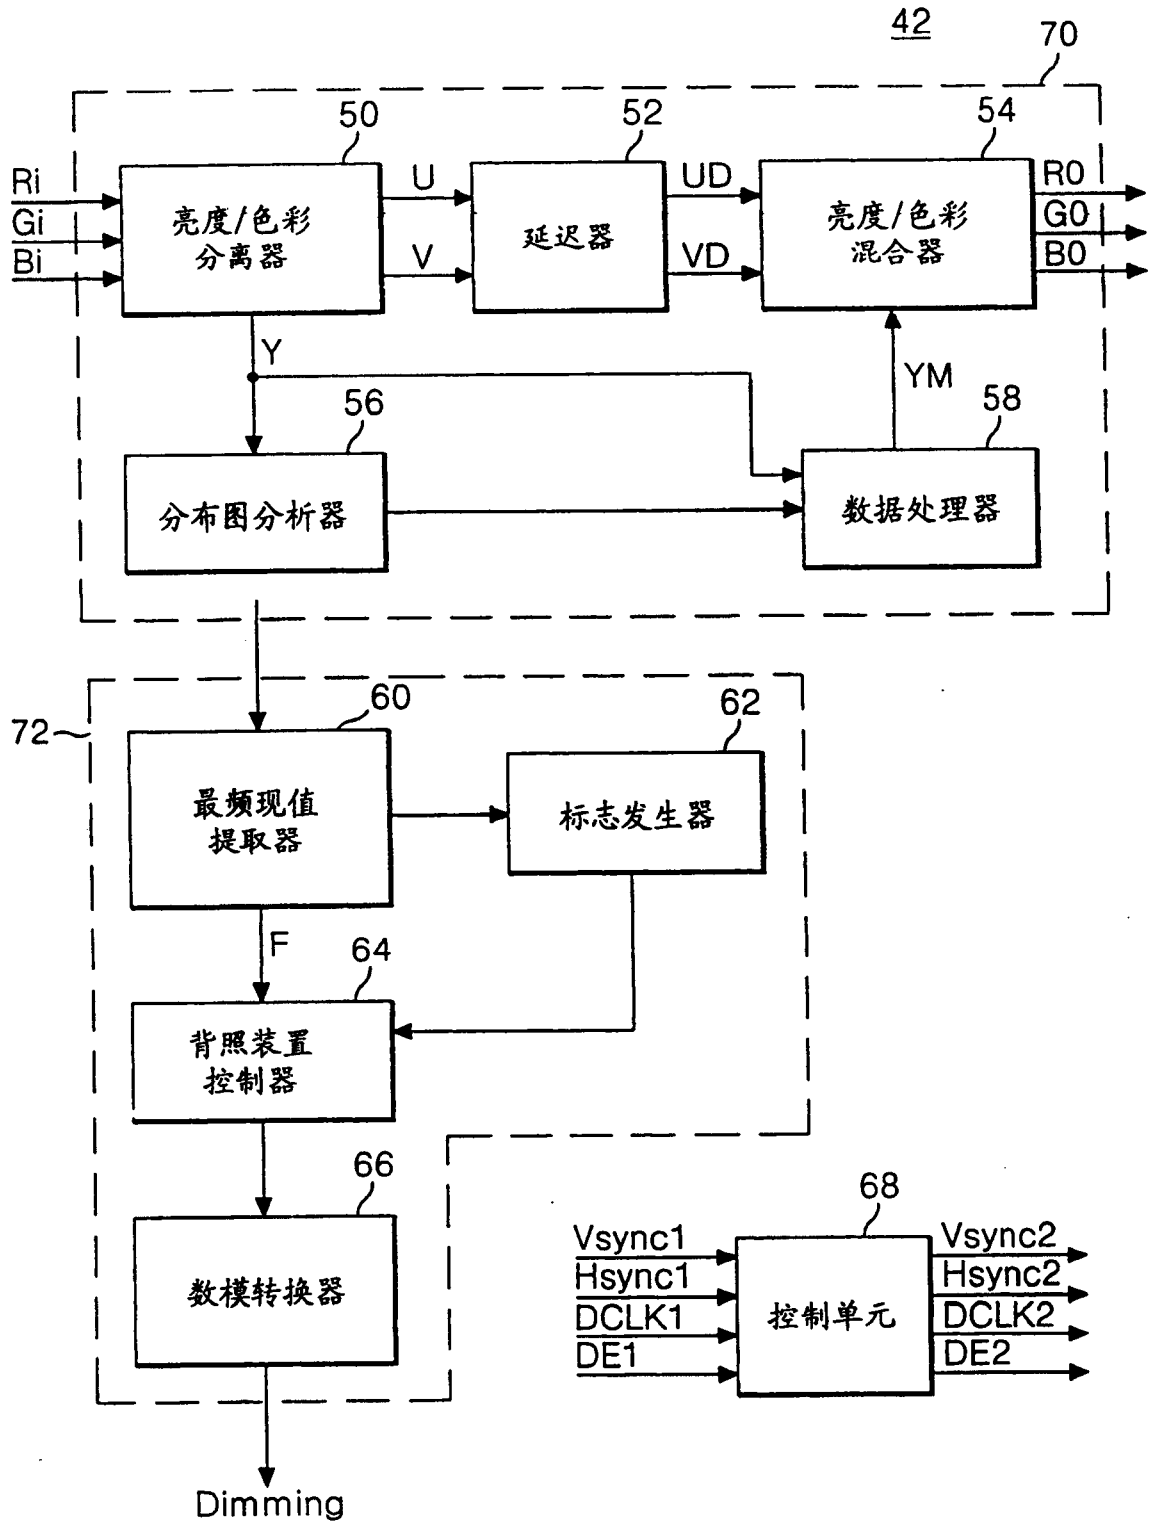 42
70
50
52
54
Ri
Gi
Bi
亮度/色彩
分离器
U
V
延迟器
UD
VD
亮度/色彩
混合器
R0
G0
B0
Y
YM
56
58
分布图分析器
数据处理器
72
60
62
最频现值
提取器
标志发生器
F
64
背照装置
控制器
66
数模转换器
Dimming
68
Vsync1
Hsync1
DCLK1
DE1
控制单元
Vsync2
Hsync2
DCLK2
DE2